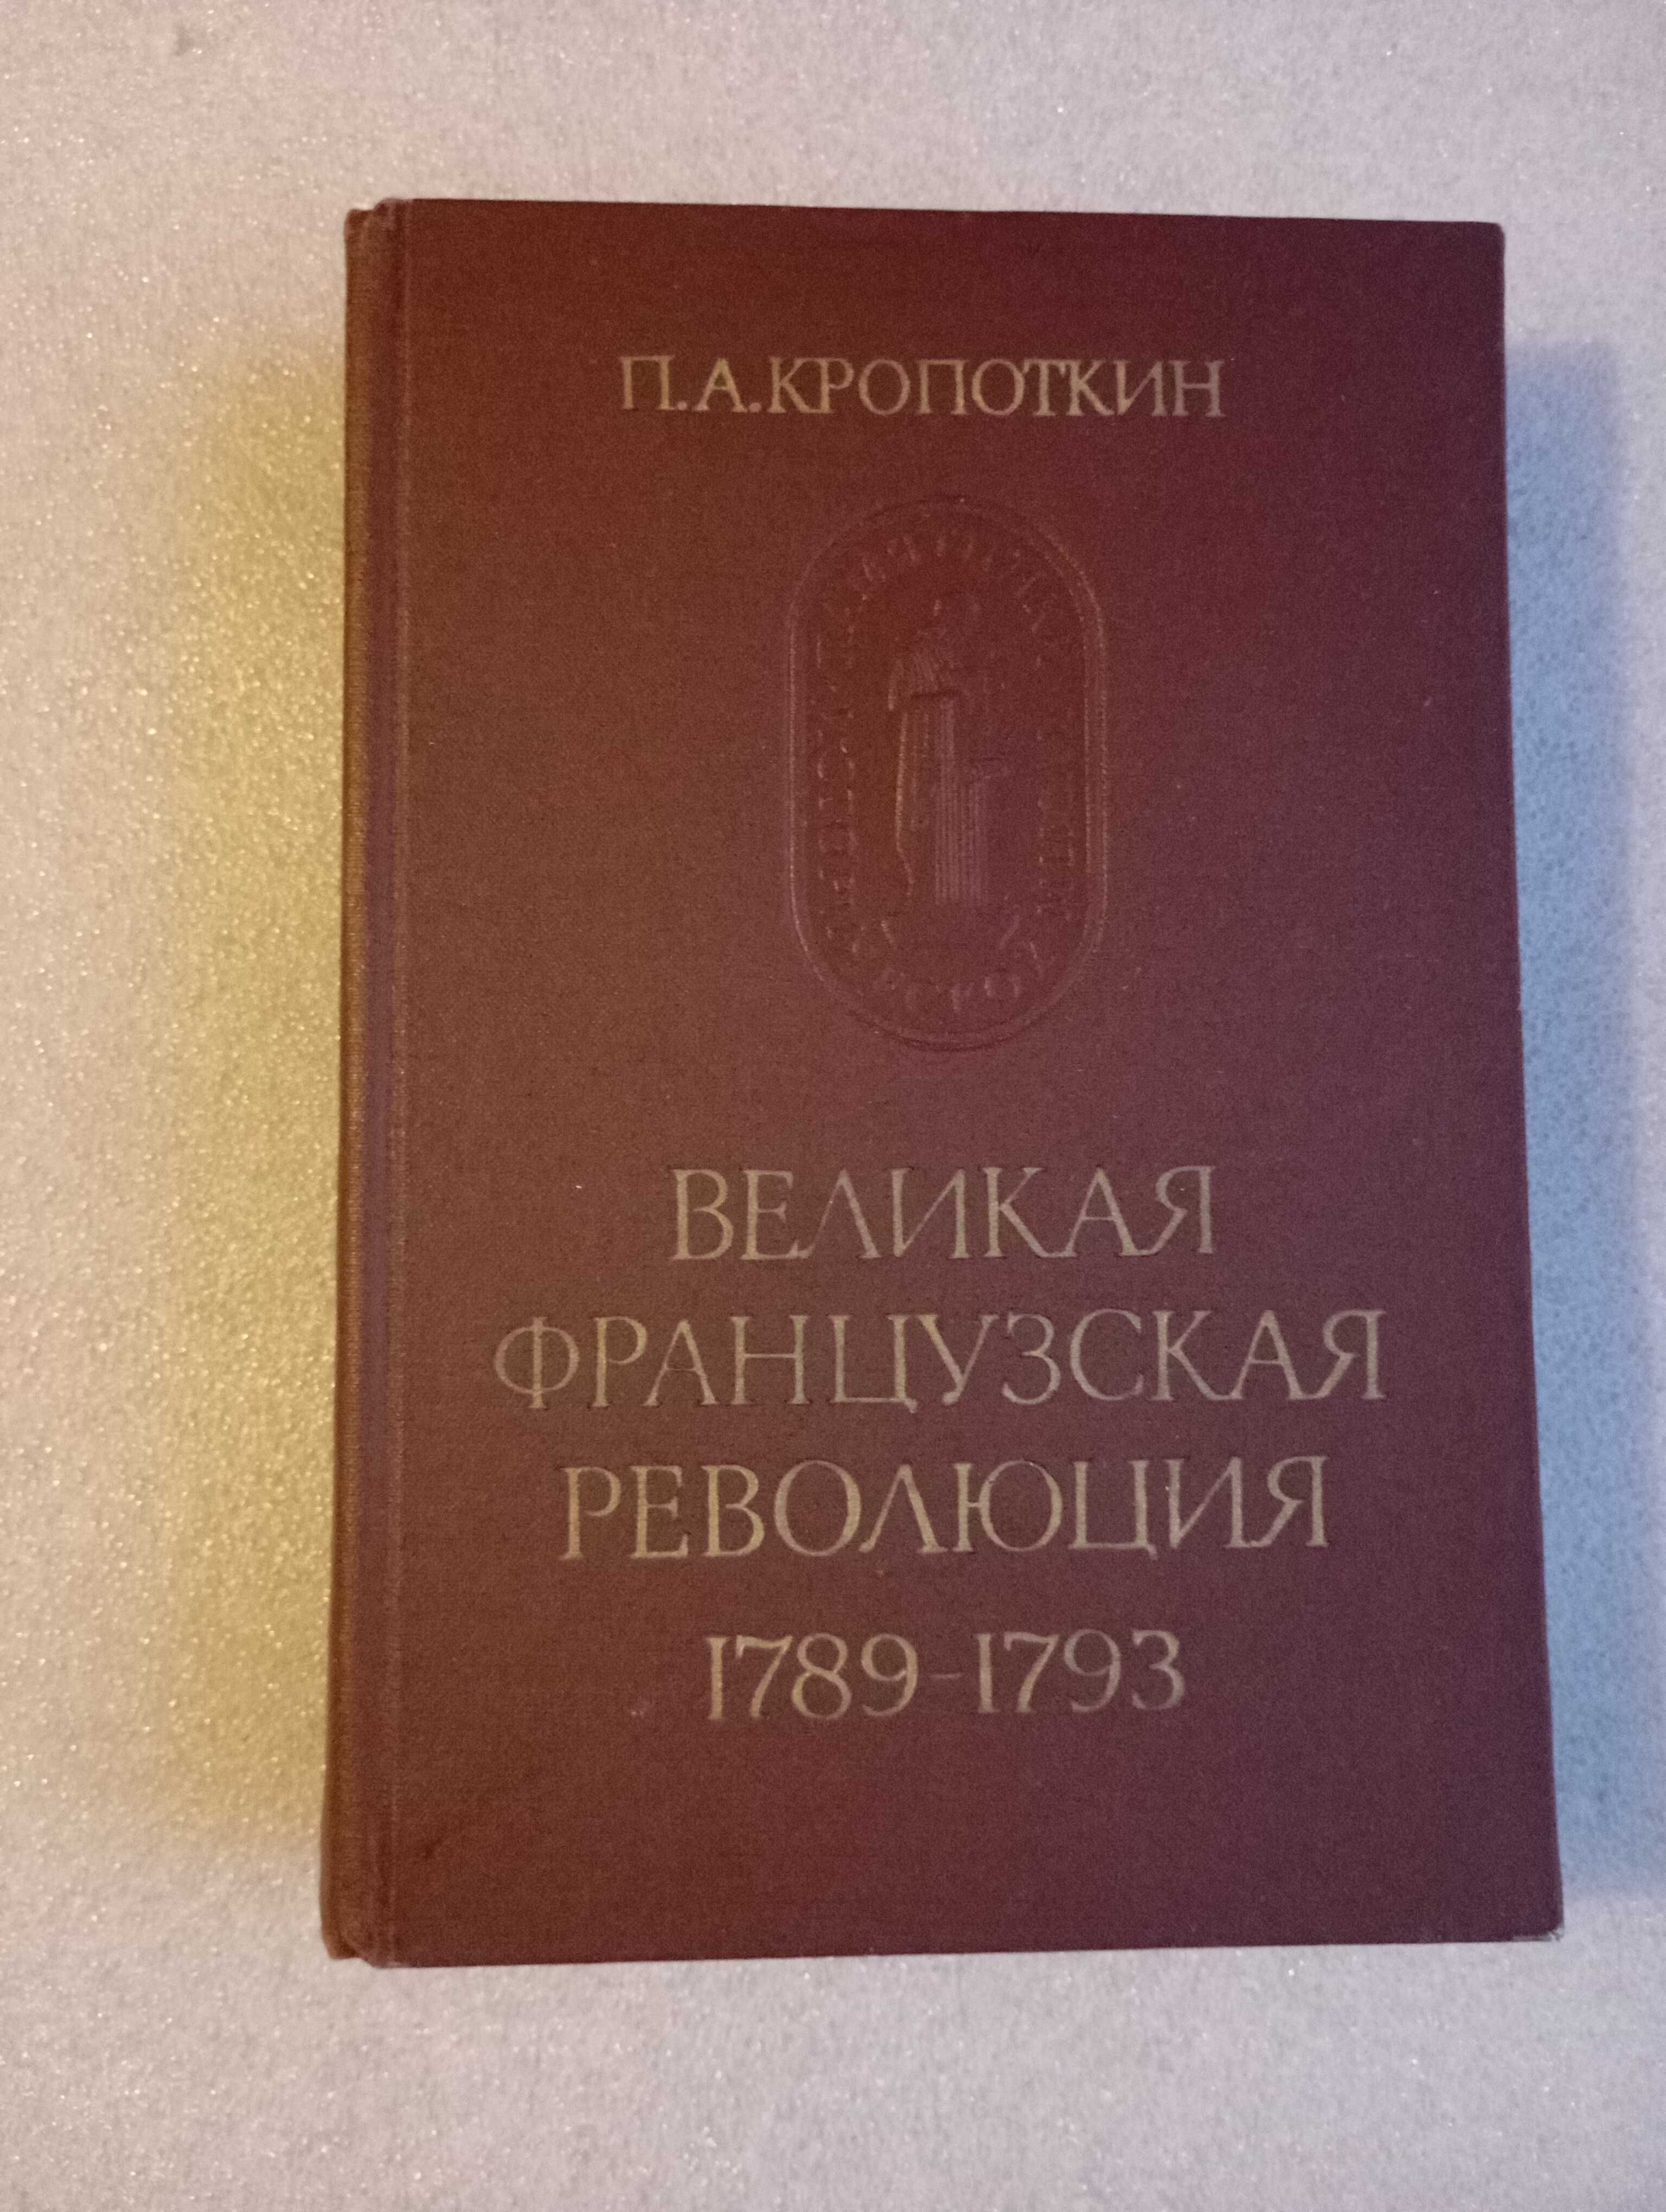 П.А.КРОПОТКИН
ВЕЛИКАЯ
ФРАНЦУЗСКАЯ
РЕВОЛЮЦИЯ
1789-1793